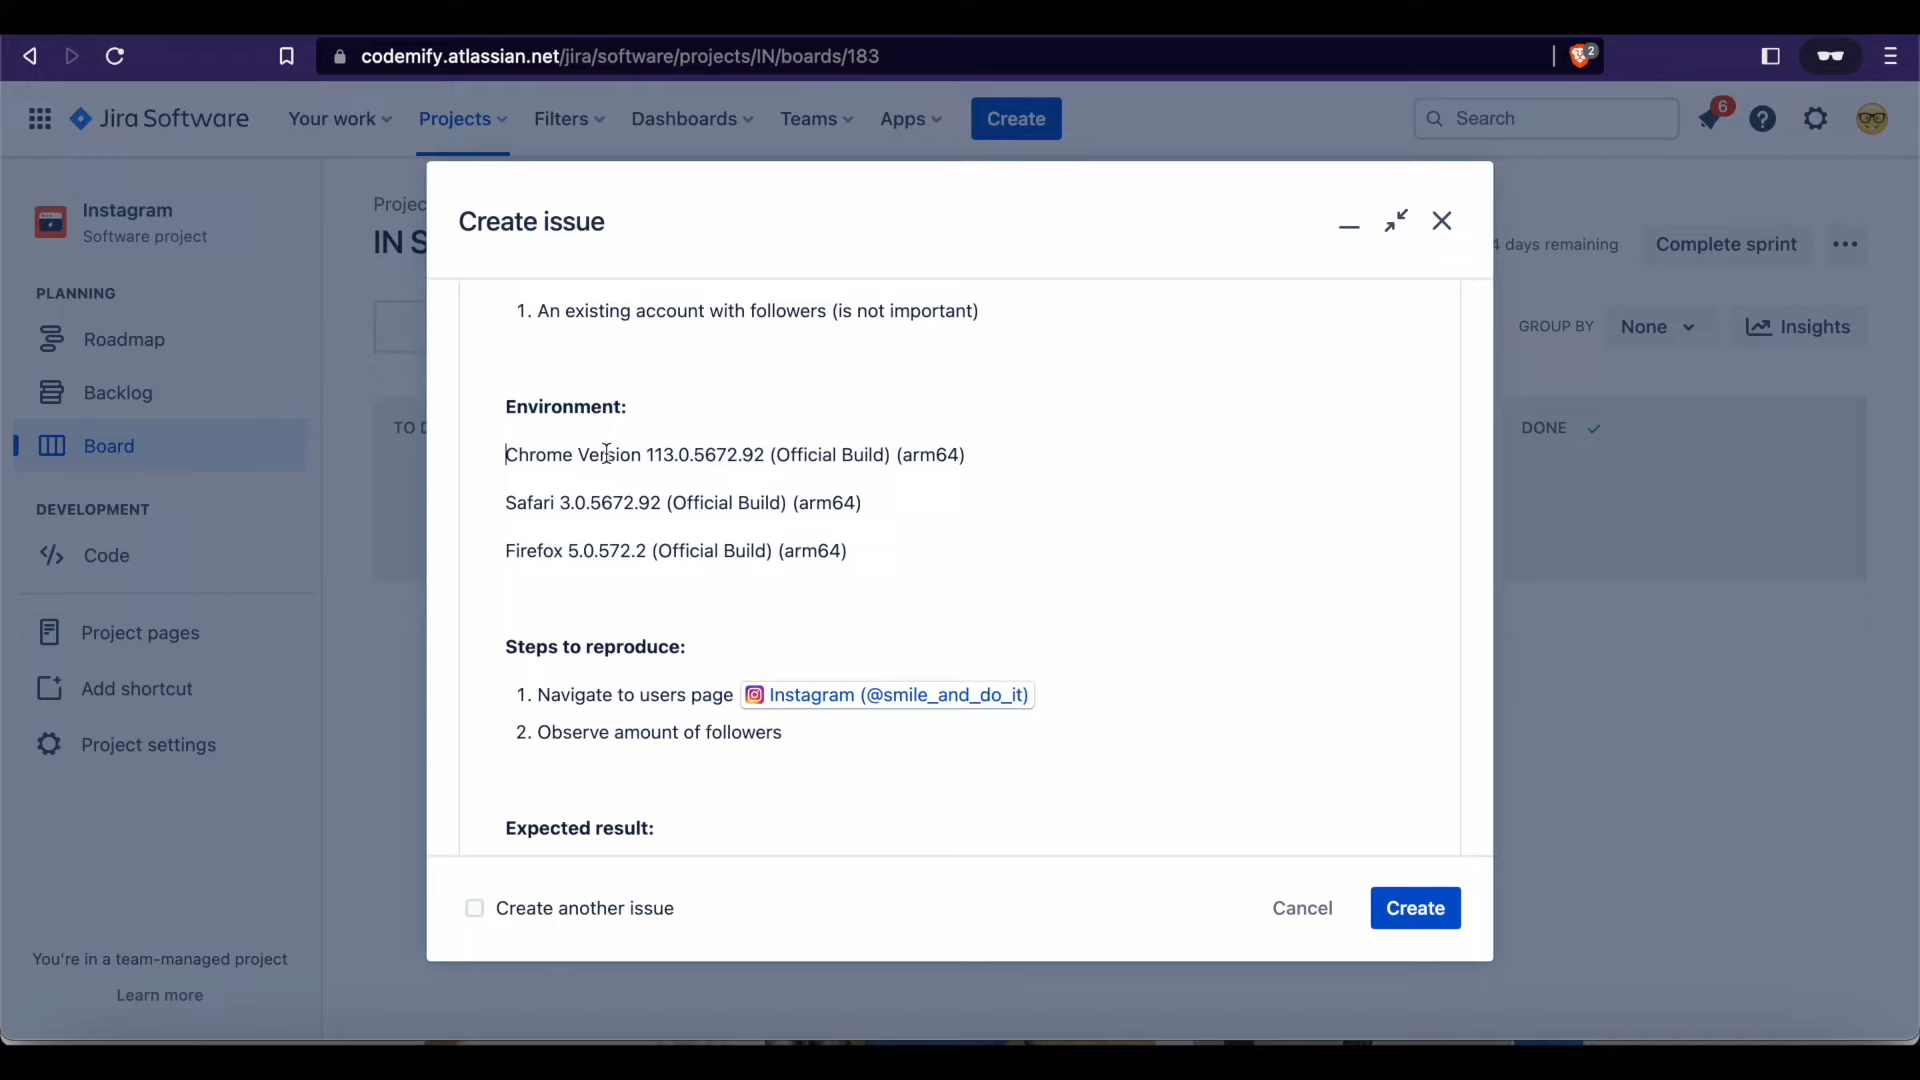 codemify.atlassian.net/jira/software/projects/IN/boards/183
2
Jira Software
Your work
Projects
Filters
Dashboards
Teams
Apps
Create
Search
6
Instagram
Software project
PLANNING
Roadmap
Backlog
Board
DEVELOPMENT
Code
Project pages
Add shortcut
Project settings
You're in a team-managed project
Learn more
Projec
IN S
TO D
4 days remaining
Complete sprint
GROUP BY
None
Insights
DONE
Create issue
1. An existing account with followers (is not important)
Environment:
Chrome Version 113.0.5672.92 (Official Build) (arm64)
Safari 3.0.5672.92 (Official Build) (arm64)
Firefox 5.0.572.2 (Official Build) (arm64)
Steps to reproduce:
1. Navigate to users page Instagram (@smile_and_do_it)
2. Observe amount of followers
Expected result:
Create another issue
Cancel
Create